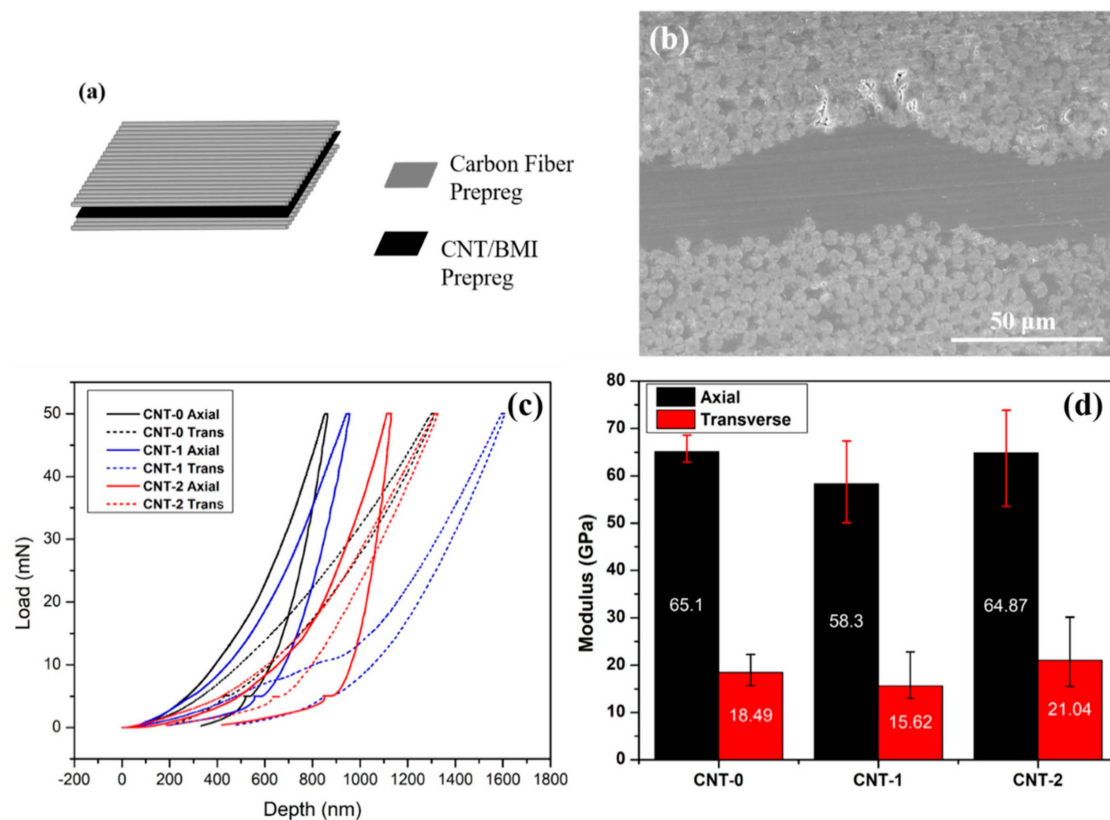 (a)
Carbon Fiber
Prepreg
CNT/BMI
Prepreg
(b)
50 μm
(c)
CNT-0 Axial
CNT-0 Trans
CNT-1 Axial
CNT-1 Trans
CNT-2 Axial
CNT-2 Trans
50
40
30
20
10
0
Load (mN)
-200 0 200 400 600 800 1000 1200 1400 1600 1800
Depth (nm)
(d)
Axial
Transverse
80
70
60
50
40
30
20
10
0
Modulus (GPa)
65.1
18.49
58.3
15.62
64.87
21.04
CNT-0 CNT-1 CNT-2